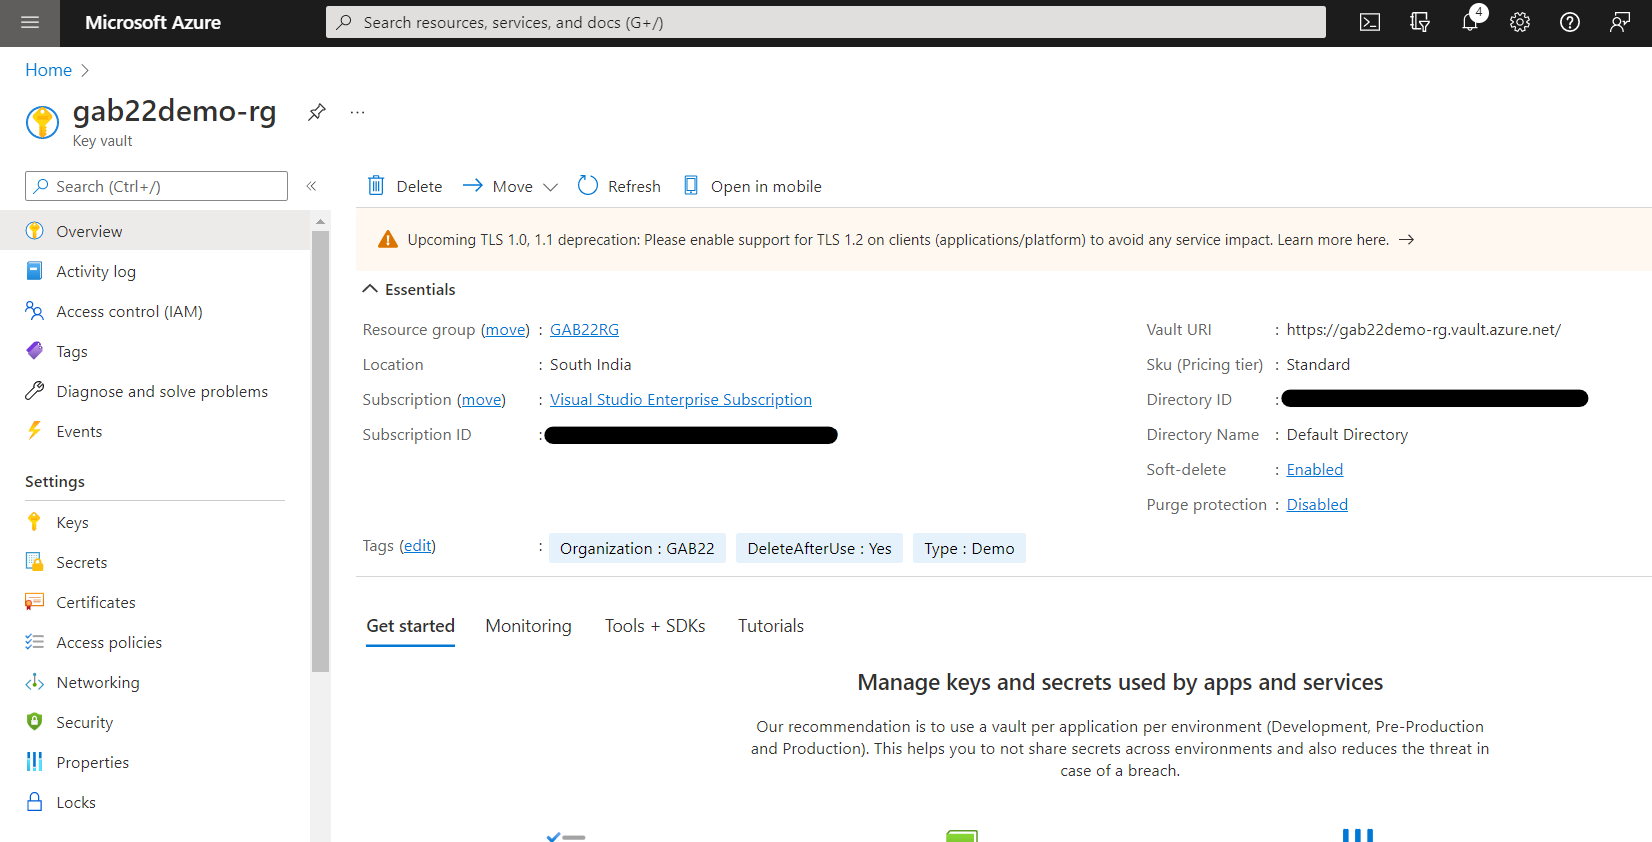 Microsoft Azure
Search resources, services, and docs (G+/)
4
Home
gab22demo-rg
...
Key vault
Search (Ctrl+/)
«
Overview
Activity log
Access control (IAM)
Tags
Diagnose and solve problems
Events
Settings
Keys
Secrets
Certificates
Access policies
Networking
Security
Properties
Locks
Delete Move Refresh Open in mobile
Upcoming TLS 1.0, 1.1 deprecation: Please enable support for TLS 1.2 on clients (applications/platform) to avoid any service impact. Learn more here. →
Essentials
Resource group (move) : GAB22RG
Location : South India
Subscription (move) : Visual Studio Enterprise Subscription
Subscription ID :
Vault URI : https://gab22demo-rg.vault.azure.net/
Sku (Pricing tier) : Standard
Directory ID :
Directory Name : Default Directory
Soft-delete : Enabled
Purge protection : Disabled
Tags (edit) : Organization : GAB22 DeleteAfterUse : Yes Type : Demo
Get started Monitoring Tools + SDKs Tutorials
Manage keys and secrets used by apps and services
Our recommendation is to use a vault per application per environment (Development, Pre-Production
and Production). This helps you to not share secrets across environments and also reduces the threat in
case of a breach.